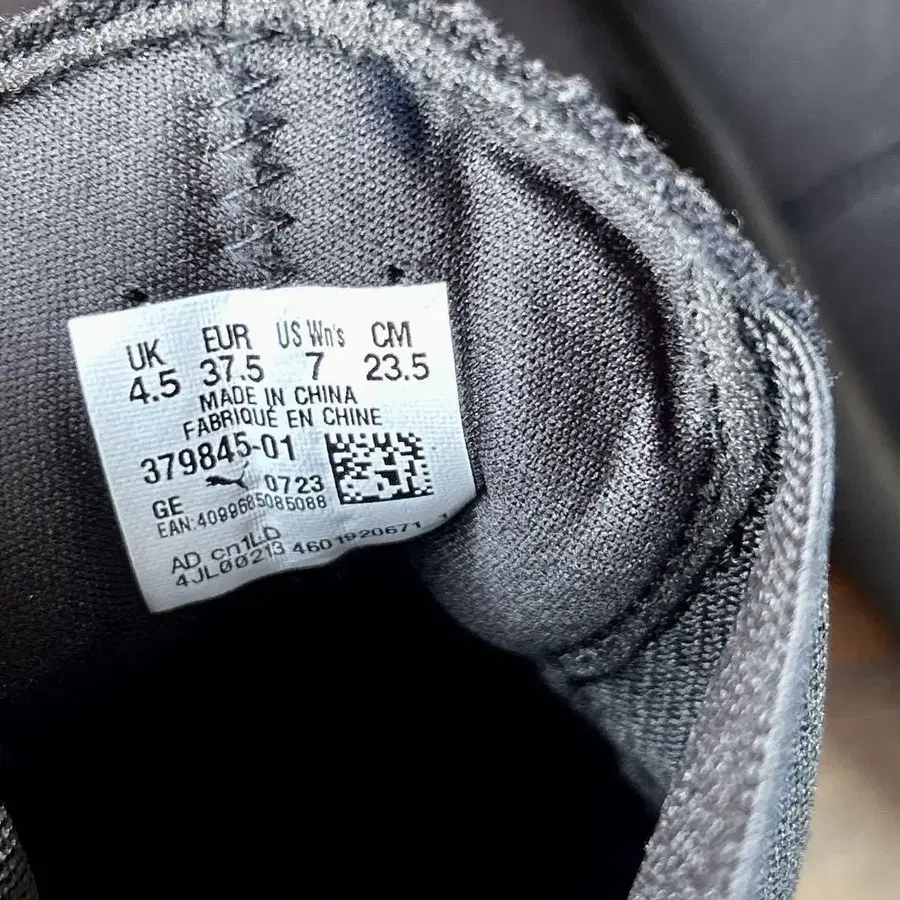 UK EUR US Wn's CM
4.5 37.5 7 23.5
MADE IN CHINA
FABRIQUÉ EN CHINE
379845-01
GE 0723
EAN:4099685085088
AD cn1LD
4JL00213 4601920671 1